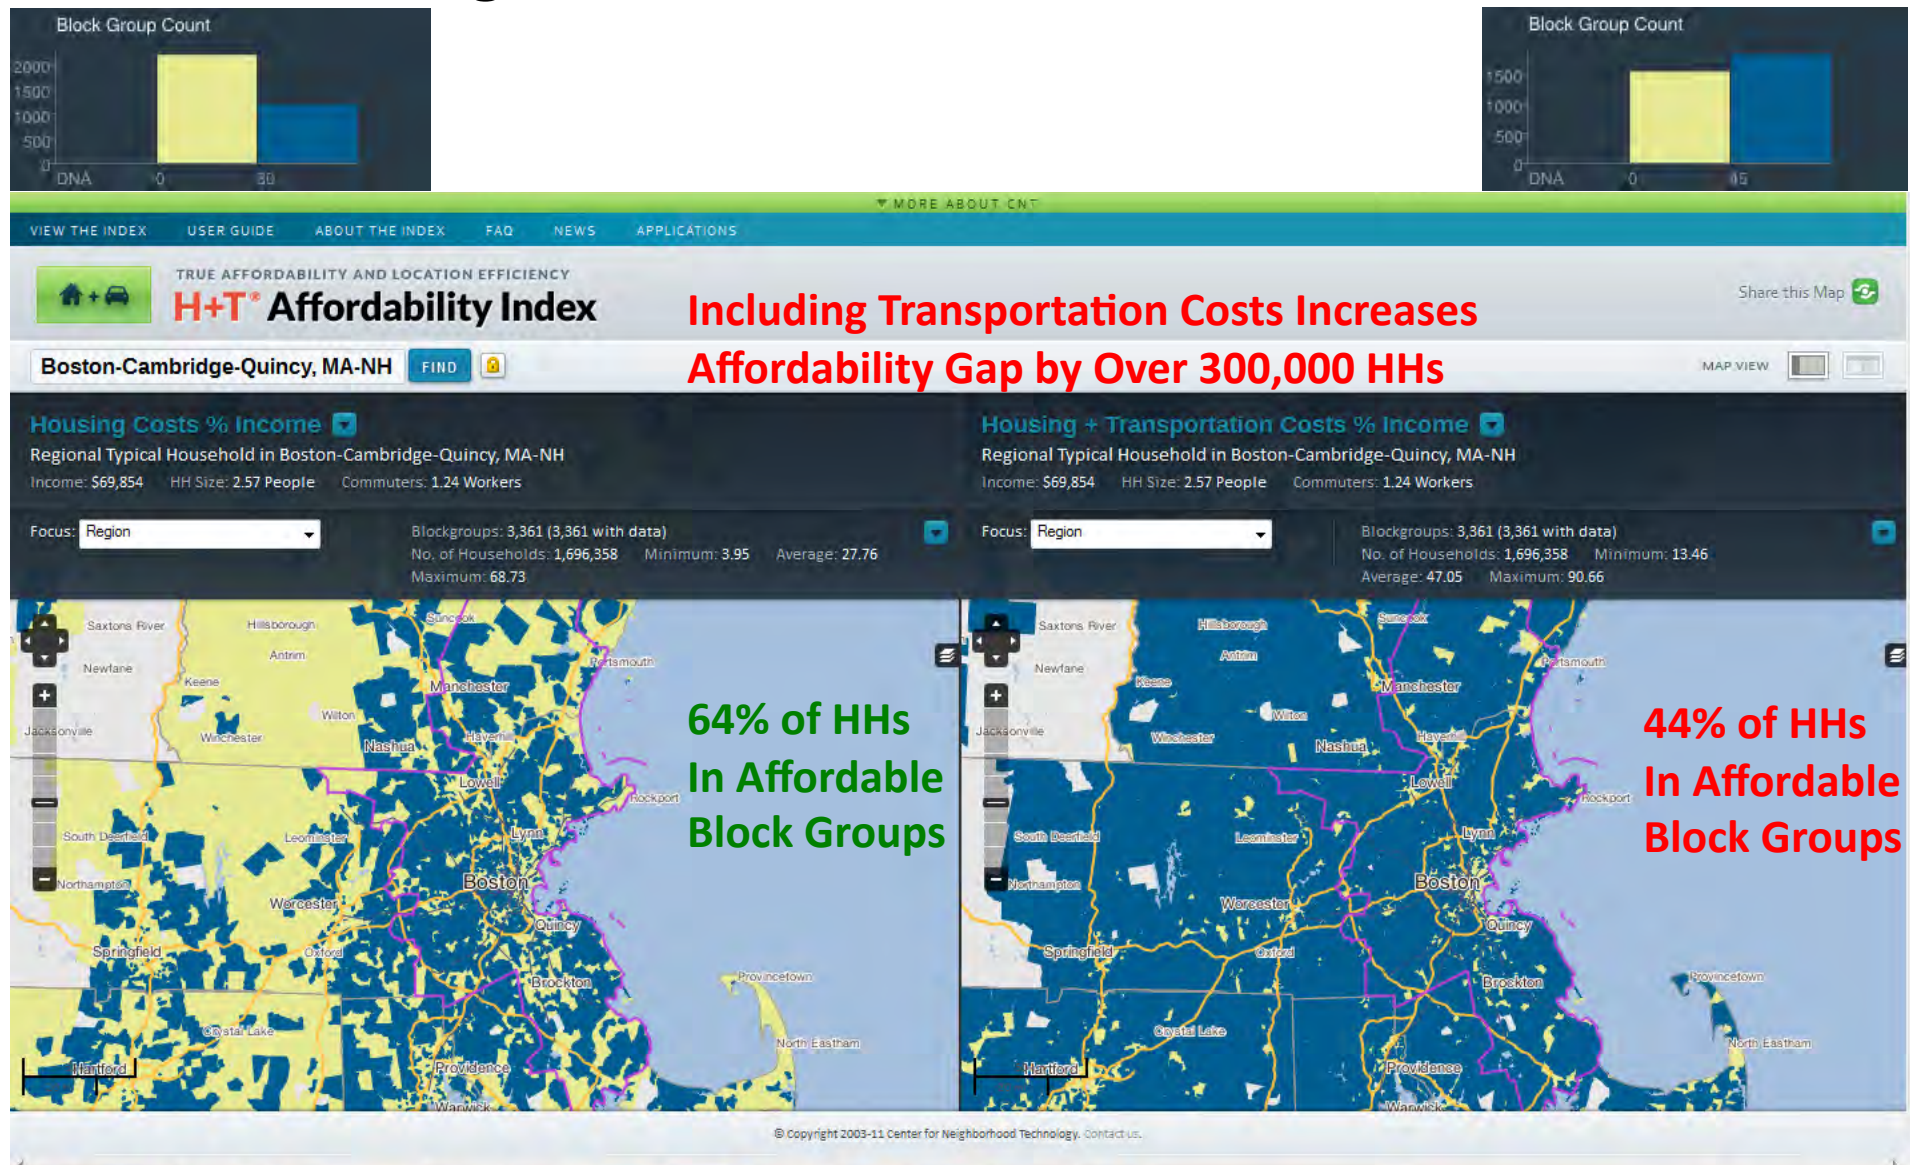 Block Group Count
2000
1500
1000
500
0
DNA 0 30
Block Group Count
1500
1000
500
0
DNA 0 45
▼ MORE ABOUT CNT
VIEW THE INDEX USER GUIDE ABOUT THE INDEX FAQ NEWS APPLICATIONS
TRUE AFFORDABILITY AND LOCATION EFFICIENCY
H+T® Affordability Index
Share this Map
Including Transportation Costs Increases
Affordability Gap by Over 300,000 HHs
Boston-Cambridge-Quincy, MA-NH FIND
MAP VIEW
Housing Costs % Income
Regional Typical Household in Boston-Cambridge-Quincy, MA-NH
Income: $69,854 HH Size: 2.57 People Commuters: 1.24 Workers
Focus: Region
Blockgroups: 3,361 (3,361 with data)
No. of Households: 1,696,358 Minimum: 3.95 Average: 27.76
Maximum: 68.73
Housing + Transportation Costs % Income
Regional Typical Household in Boston-Cambridge-Quincy, MA-NH
Income: $69,854 HH Size: 2.57 People Commuters: 1.24 Workers
Focus: Region
Blockgroups: 3,361 (3,361 with data)
No. of Households: 1,696,358 Minimum: 13.46
Average: 47.05 Maximum: 90.66
Saxtons River
Hillsborough
Suncook
Antrim
Newfane
Portsmouth
Keene
Manchester
Wilton
Jacksonville
Winchester
Nashua
Haverhill
Lowell
Rockport
South Deerfield
Leominster
Lynn
Northampton
Boston
Worcester
Quincy
Springfield
Oxford
Brockton
Provincetown
Crystal Lake
North Eastham
Hartford
Providence
Warwick
64% of HHs
In Affordable
Block Groups
Saxtons River
Hillsborough
Suncook
Antrim
Newfane
Portsmouth
Keene
Manchester
Wilton
Jacksonville
Winchester
Nashua
Haverhill
Lowell
Rockport
South Deerfield
Leominster
Lynn
Northampton
Boston
Worcester
Quincy
Springfield
Oxford
Brockton
Provincetown
Crystal Lake
North Eastham
Hartford
Providence
Warwick
44% of HHs
In Affordable
Block Groups
© Copyright 2003-11 Center for Neighborhood Technology. Contact us.